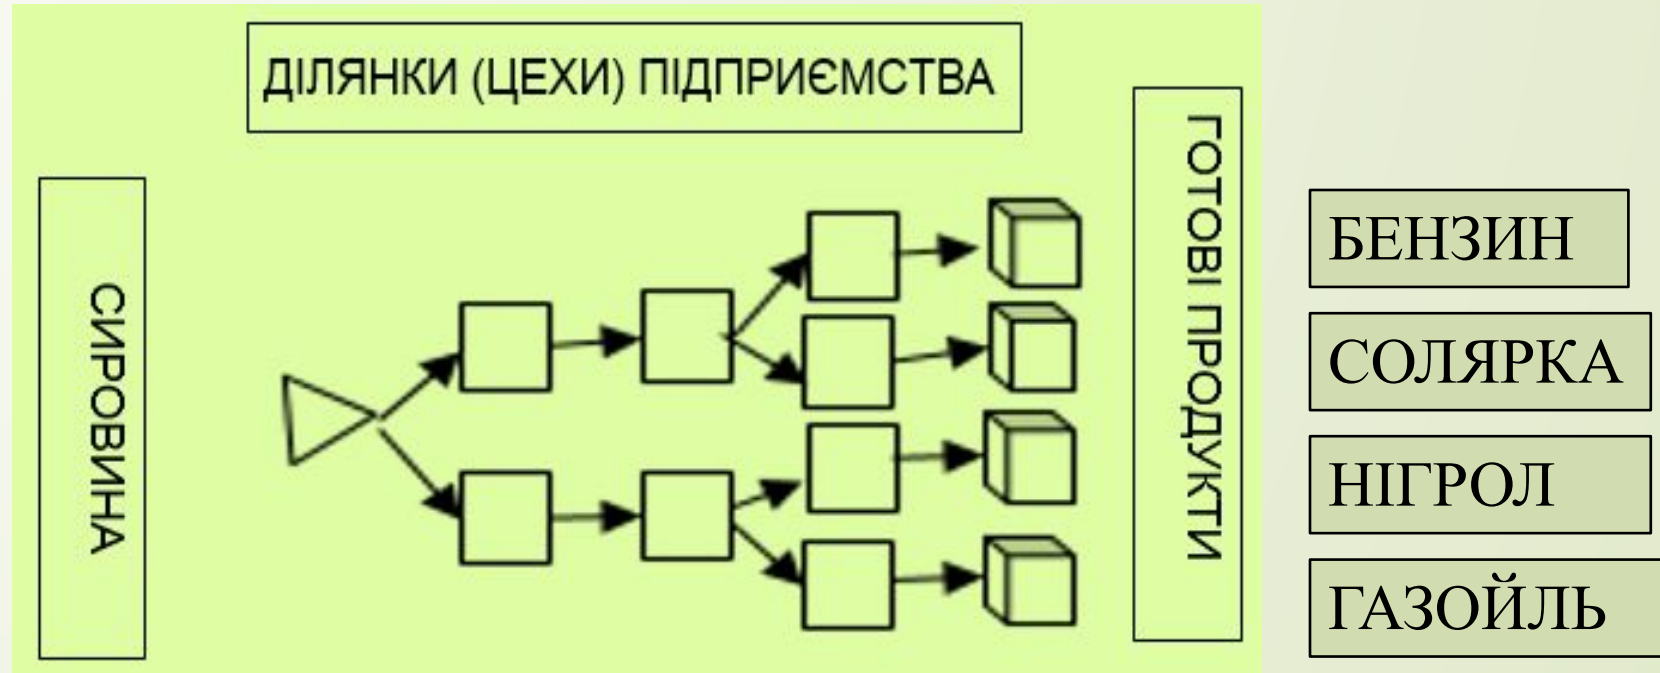 ДІЛЯНКИ (ЦЕХИ) ПІДПРИЄМСТВА
СИРОВИНА
ГОТОВІ ПРОДУКТИ
БЕНЗИН
СОЛЯРКА
НІГРОЛ
ГАЗОЙЛЬ